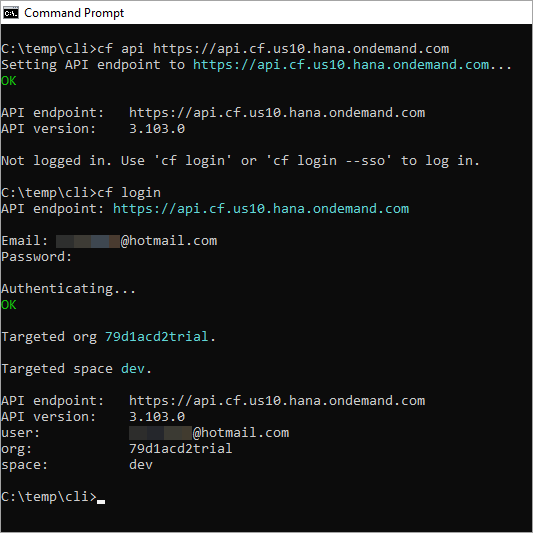 Command Prompt
C:\temp\cli>cf api https://api.cf.us10.hana.ondemand.com
Setting API endpoint to https://api.cf.us10.hana.ondemand.com...
OK
API endpoint:   https://api.cf.us10.hana.ondemand.com
API version:    3.103.0
Not logged in. Use 'cf login' or 'cf login --sso' to log in.
C:\temp\cli>cf login
API endpoint: https://api.cf.us10.hana.ondemand.com
Email: @hotmail.com
Password:
Authenticating...
OK
Targeted org 79d1acd2trial.
Targeted space dev.
API endpoint:   https://api.cf.us10.hana.ondemand.com
API version:    3.103.0
user:           @hotmail.com
org:            79d1acd2trial
space:          dev
C:\temp\cli>